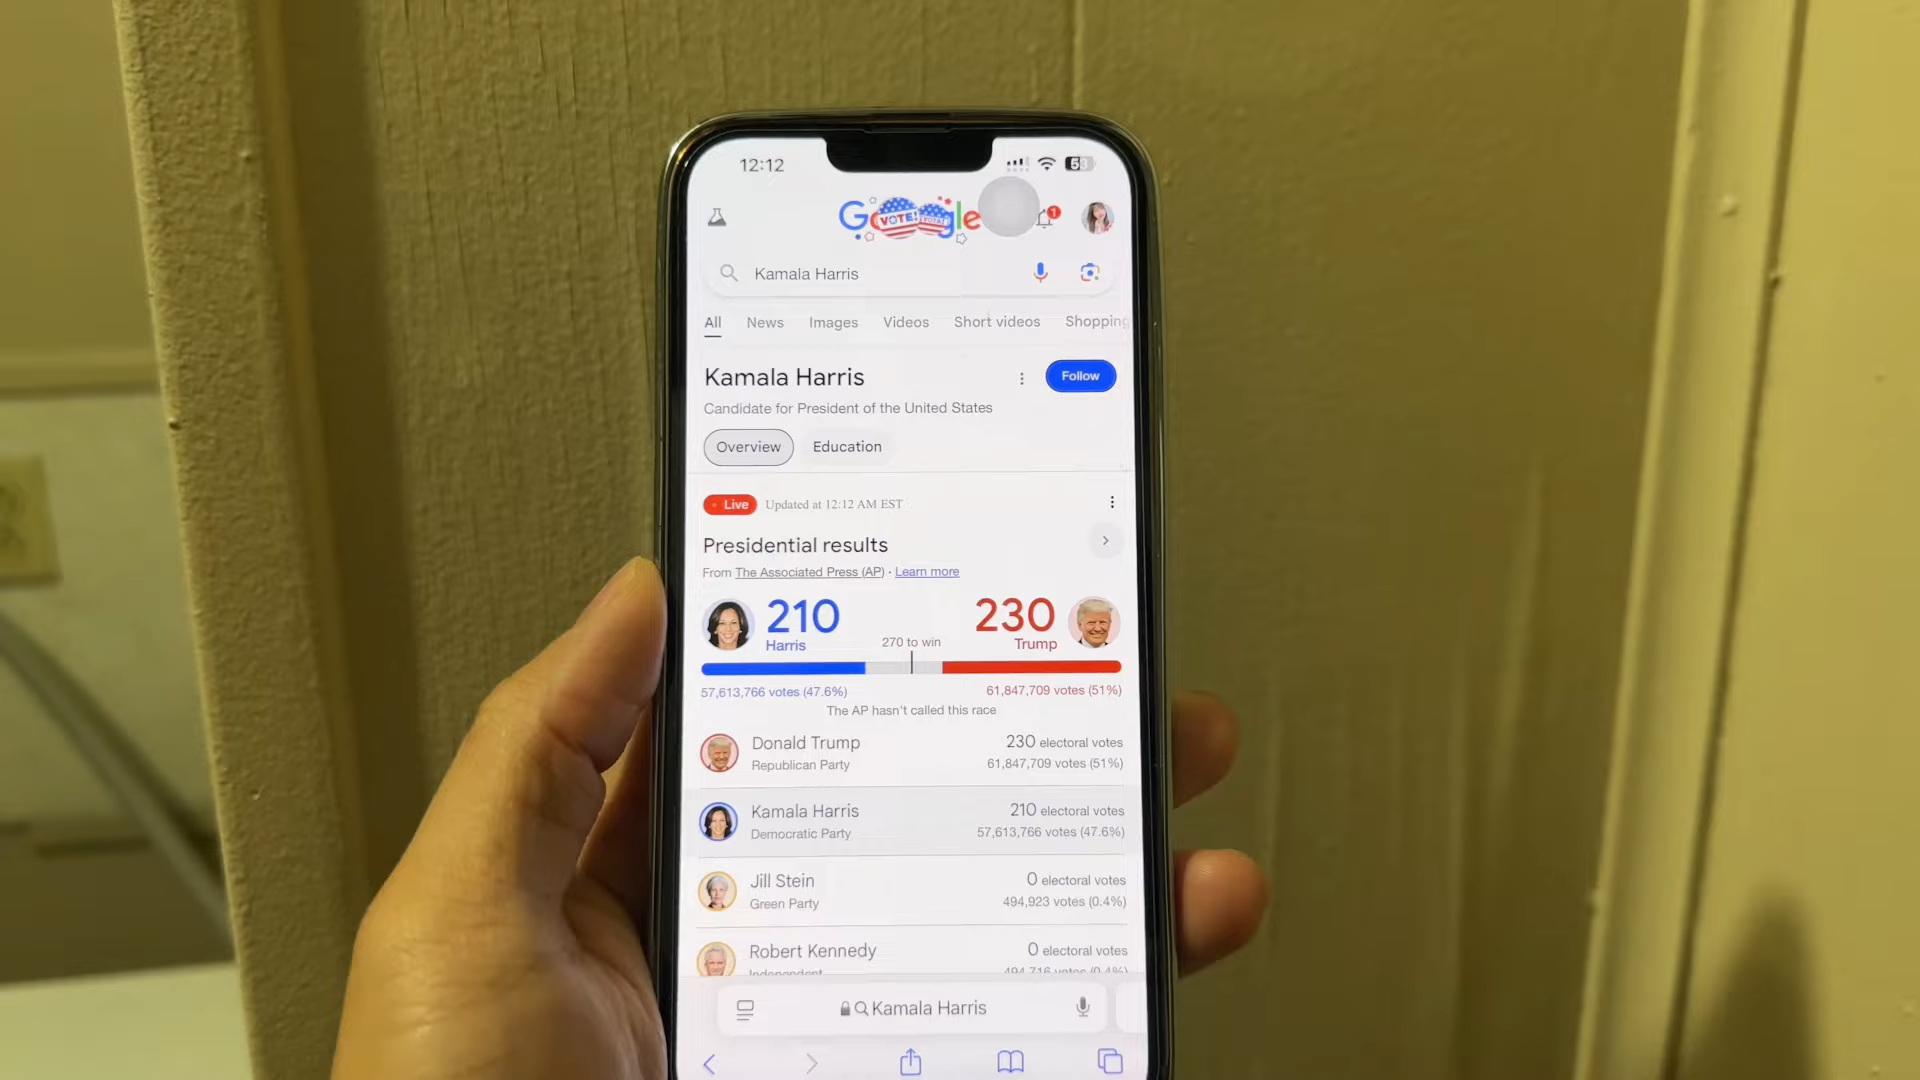 12:12
53
Google
VOTE!
1
Kamala Harris
All News Images Videos Short videos Shopping
Kamala Harris
Follow
Candidate for President of the United States
Overview Education
Live Updated at 12:12 AM EST
Presidential results
From The Associated Press (AP) · Learn more
210 230
270 to win
Harris Trump
57,613,766 votes (47.6%) 61,847,709 votes (51%)
The AP hasn't called this race
Donald Trump 230 electoral votes
Republican Party 61,847,709 votes (51%)
Kamala Harris 210 electoral votes
Democratic Party 57,613,766 votes (47.6%)
Jill Stein 0 electoral votes
Green Party 494,923 votes (0.4%)
Robert Kennedy 0 electoral votes
Independent 494,716 votes (0.4%)
Kamala Harris